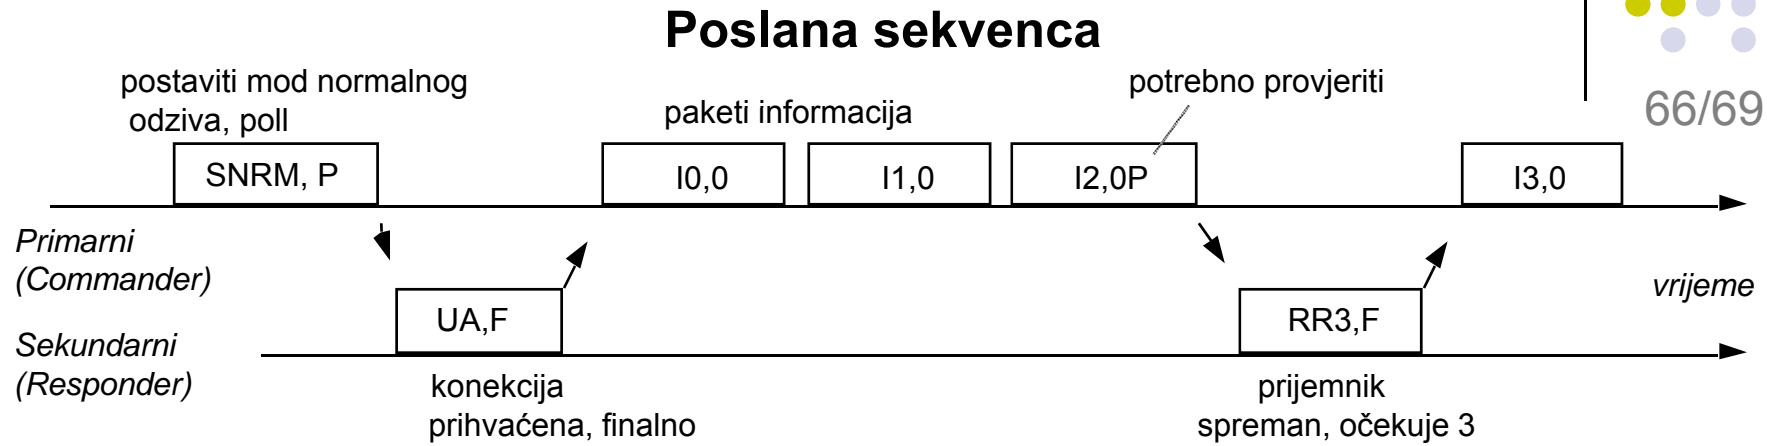 Poslana sekvenca
66/69
postaviti mod normalnog
odziva, poll
paketi informacija
potrebno provjeriti
SNRM, P
I0,0
I1,0
I2,0P
I3,0
Primarni
(Commander)
vrijeme
UA,F
RR3,F
Sekundarni
(Responder)
konekcija
prihvaćena, finalno
prijemnik
spreman, očekuje 3